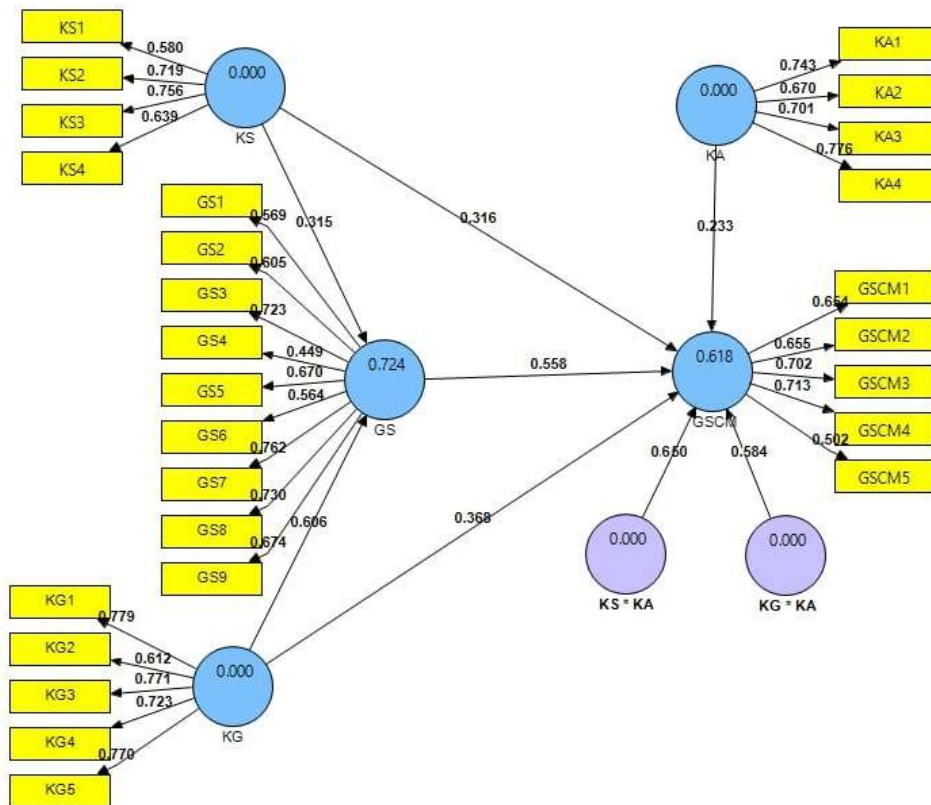 KS1
0.580
KS2
0.719
KS3
0.756
KS4
0.639
0.000
KS
KA1
0.743
KA2
0.670
KA3
0.701
KA4
0.776
0.000
KA
0.315
0.316
0.233
GS1
0.569
GS2
0.605
GS3
0.723
GS4
0.449
GS5
0.670
GS6
0.564
GS7
0.762
GS8
0.730
GS9
0.674
0.724
GS
0.558
0.618
GSCM
GSCM1
0.654
GSCM2
0.655
GSCM3
0.702
GSCM4
0.713
GSCM5
0.502
0.650
0.584
0.606
0.368
0.000
KS * KA
0.000
KG * KA
KG1
0.779
KG2
0.612
KG3
0.771
KG4
0.723
KG5
0.770
0.000
KG